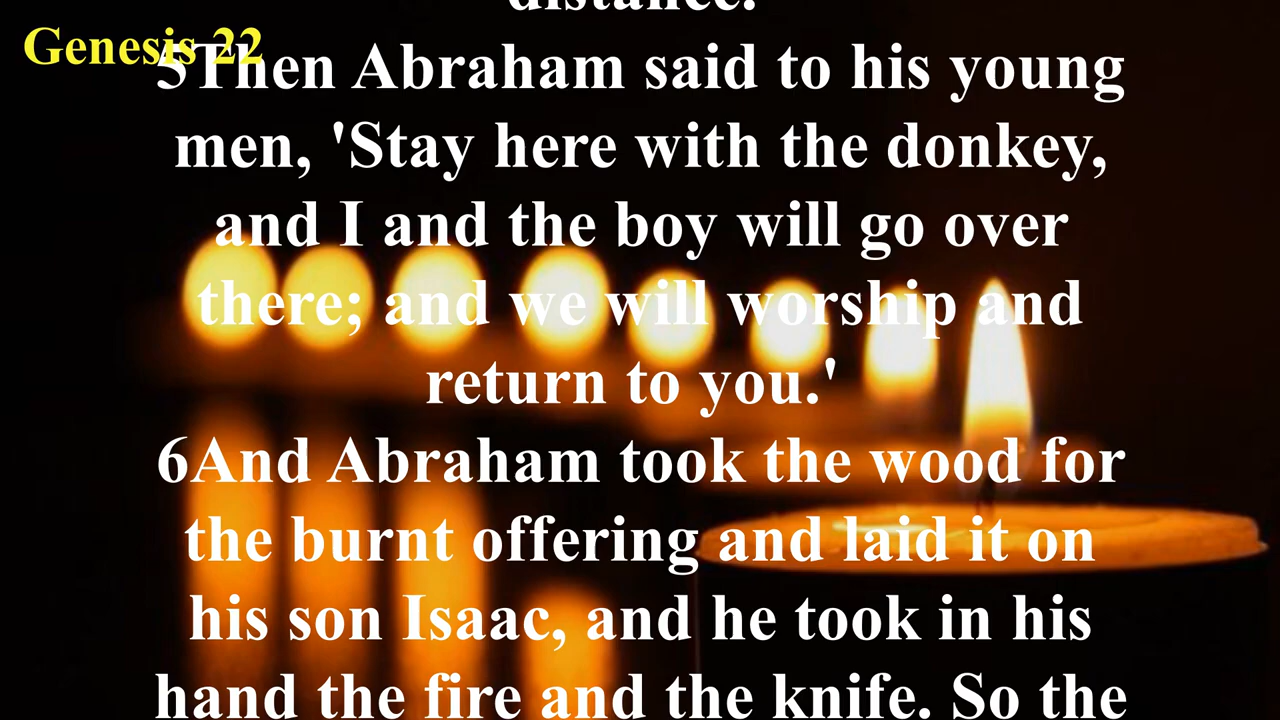 distance.
Genesis 22
5Then Abraham said to his young
men, 'Stay here with the donkey,
and I and the boy will go over
there; and we will worship and
return to you.'
6And Abraham took the wood for
the burnt offering and laid it on
his son Isaac, and he took in his
hand the fire and the knife. So the